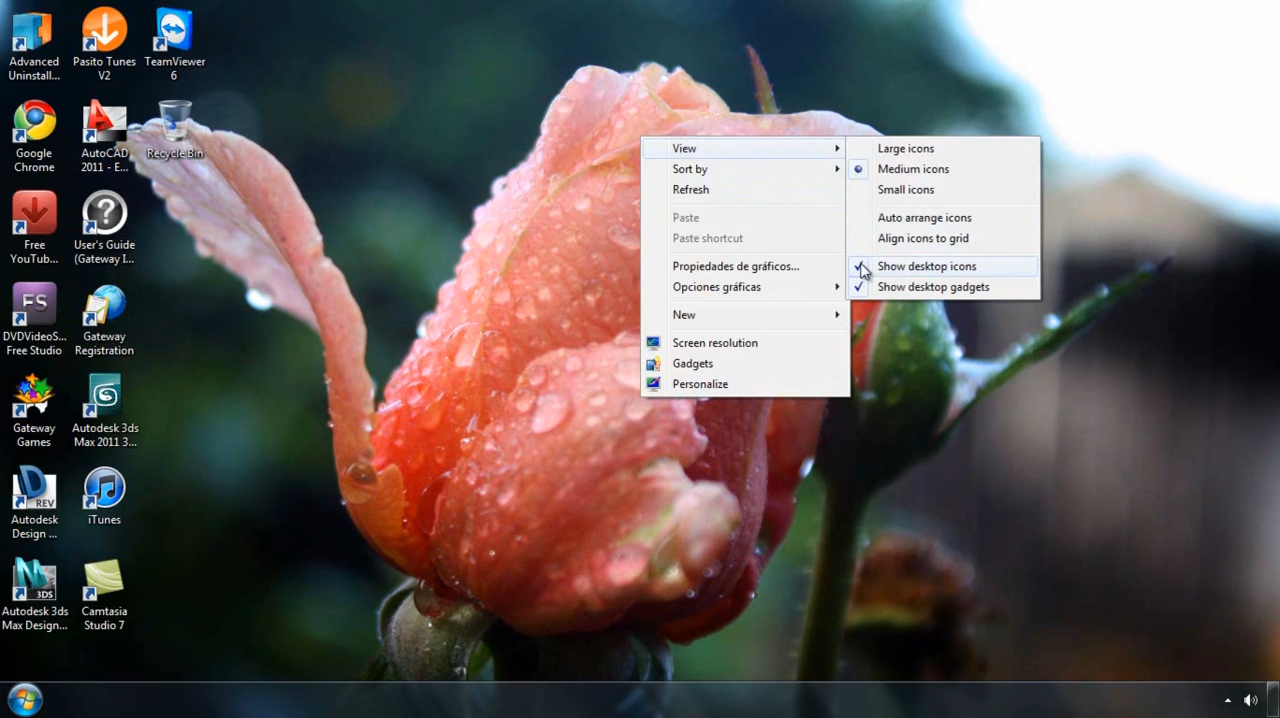 Advanced
Uninstall...
Pasito Tunes
V2
TeamViewer
6
Google
Chrome
AutoCAD
2011 - E...
Recycle Bin
Free
YouTub...
User's Guide
(Gateway I...
FS
DVDVideoS...
Free Studio
Gateway
Registration
Gateway
Games
Autodesk 3ds
Max 2011 3...
REV
Autodesk
Design ...
iTunes
3DS
Autodesk 3ds
Max Design...
Camtasia
Studio 7
View
Sort by
Refresh
Paste
Paste shortcut
Propiedades de gráficos...
Opciones gráficas
New
Screen resolution
Gadgets
Personalize
Large icons
Medium icons
Small icons
Auto arrange icons
Align icons to grid
Show desktop icons
Show desktop gadgets